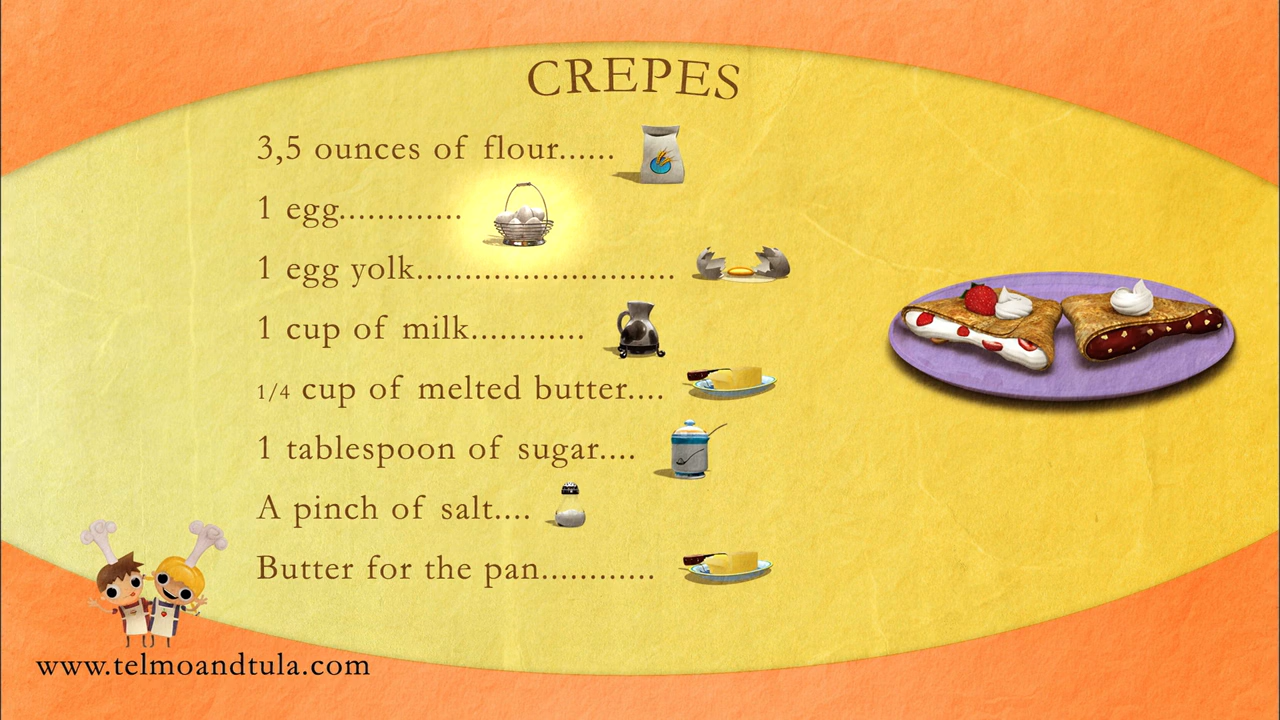 CREPES
3,5 ounces of flour......
1 egg.............
1 egg yolk...........................
1 cup of milk............
1/4 cup of melted butter....
1 tablespoon of sugar....
A pinch of salt....
Butter for the pan............
www.telmoandtula.com